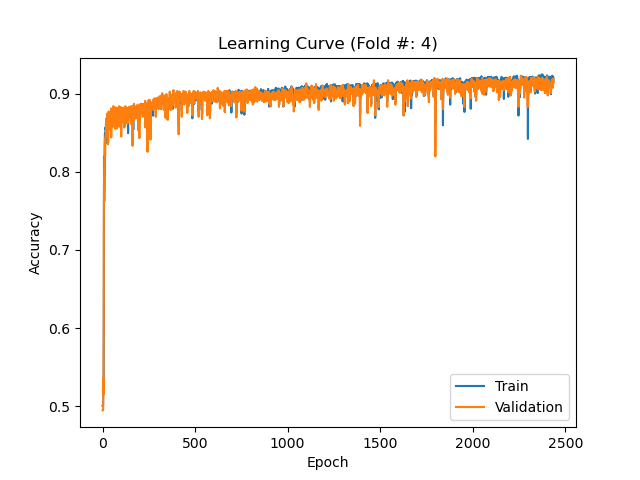 Learning Curve (Fold #: 4)
0.9
0.8
0.7
0.6
0.5
Accuracy
0
500
1000
1500
2000
2500
Epoch
Train
Validation